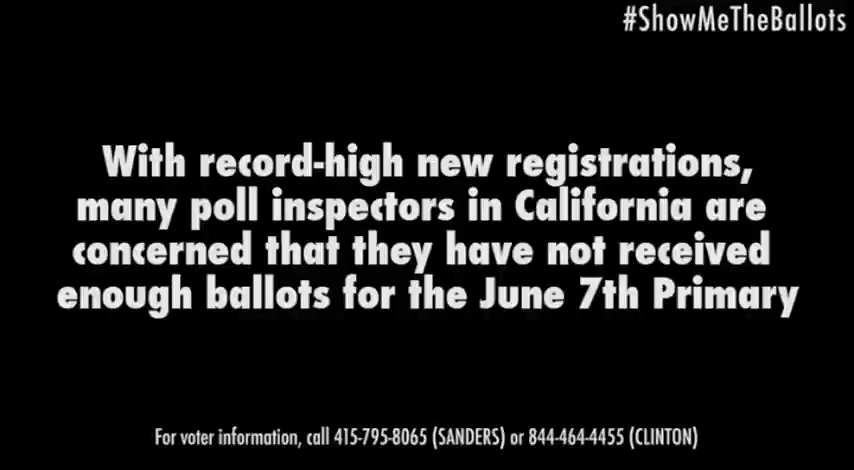 #ShowMeTheBallots
With record-high new registrations,
many poll inspectors in California are
concerned that they have not received
enough ballots for the June 7th Primary
For voter information, call 415-795-8065 (SANDERS) or 844-464-4455 (CLINTON)